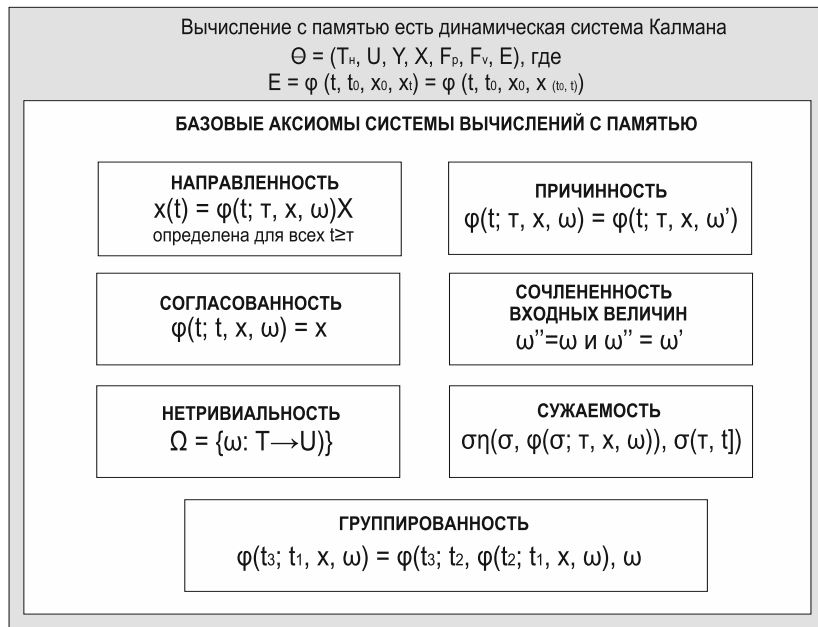 Вычисление с памятью есть динамическая система Калмана
Ɵ = (Tн, U, Y, X, Fp, Fv, E), где
E = φ (t, t0, x0, xt) = φ (t, t0, x0, x (t0, t))
БАЗОВЫЕ АКСИОМЫ СИСТЕМЫ ВЫЧИСЛЕНИЙ С ПАМЯТЬЮ
НАПРАВЛЕННОСТЬ
x(t) = φ(t; τ, x, ω)X
определена для всех t≥τ
ПРИЧИННОСТЬ
φ(t; τ, x, ω) = φ(t; τ, x, ω’)
СОГЛАСОВАННОСТЬ
φ(t; t, x, ω) = x
СОЧЛЕНЕННОСТЬ
ВХОДНЫХ ВЕЛИЧИН
ω’’=ω и ω’’ = ω’
НЕТРИВИАЛЬНОСТЬ
Ω = {ω: T→U)}
СУЖАЕМОСТЬ
ση(σ, φ(σ; τ, x, ω)), σ(τ, t])
ГРУППИРОВАННОСТЬ
φ(t3; t1, x, ω) = φ(t3; t2, φ(t2; t1, x, ω), ω